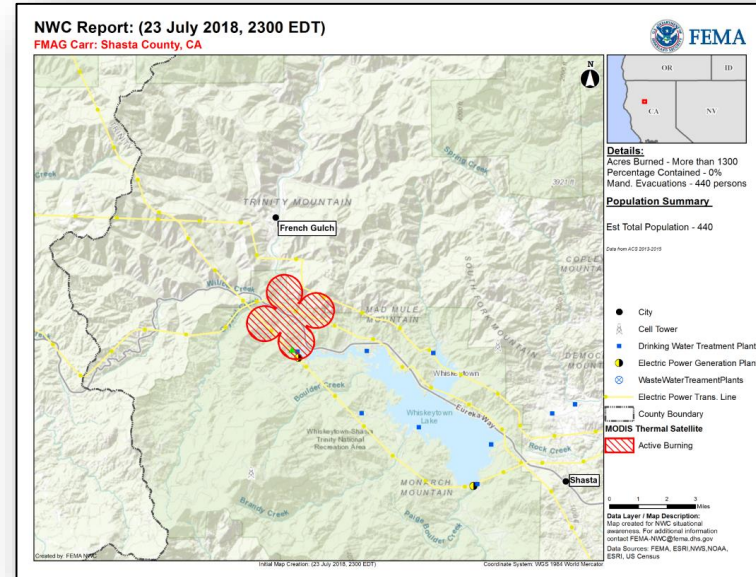 NWC Report: (23 July 2018, 2300 EDT)
FMAG Carr: Shasta County, CA
FEMA
N
OR
ID
CA
NV
Details:
Acres Burned - More than 1300
Percentage Contained - 0%
Mand. Evacuations - 440 persons
Population Summary
Est Total Population - 440
Data from ACS 2013-2015
Spring Creek
TRINITY MOUNTAIN
French Gulch
SOUTH FORK MOUNTAIN
Creek
MAD MULE MOUNTAIN
Boulder Creek
Whiskeytown
Whiskeytown Lake
Eureka Way
Whiskeytown-Shasta
Trinity National
Recreation Area
Rock Creek
MONARCH MOUNTAIN
Shasta
Brandy Creek
Paige Boulder Creek
City
Cell Tower
Drinking Water Treatment Plant
Electric Power Generation Plant
WasteWaterTreamentPlants
Electric Power Trans. Line
County Boundary
MODIS Thermal Satellite
Active Burning
0 1 2 3
Miles
Data Layer / Map Description:
Map created for NWC situational
awareness. For additional information
contact FEMA-NWC@fema.dhs.gov
Data Sources: FEMA, ESRI,NWS,NOAA,
ESRI, US Census
Created by: FEMA NWC
Initial Map Creation: (23 July 2018, 2300 EDT)
Coordinate System: WGS 1984 World Mercator